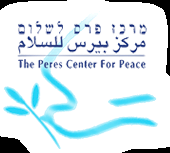 מרכז פרס לשלום
مركز بيرس للسلام
The Peres Center For Peace